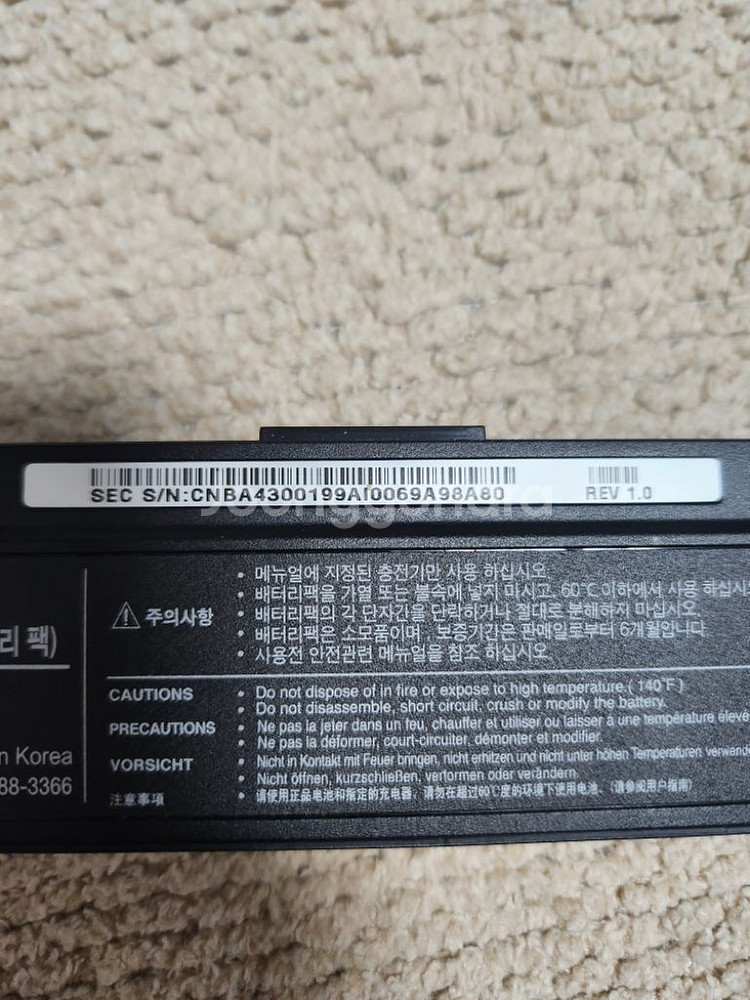 SEC S/N:CNBA4300199AI0069A98A80 REV 1.0
Joonggonara
리 팩)
n Korea
88-3366
주의사항
• 메뉴얼에 지정된 충전기만 사용 하십시오
• 배터리팩을 가열 또는 불속에 넣지 마시고, 60℃ 이하에서 사용 하십시
• 배터리팩의 각 단자간을 단락하거나 절대로 분해하지 마십시오.
• 배터리팩은 소모품이며, 보증기간은 판매일로부터 6개월입니다
• 사용전 안전관련 메뉴얼을 참조 하십시오.
CAUTIONS
• Do not dispose of in fire or expose to high temperature.( 140℉ )
• Do not disassemble, short circuit, crush or modify the battery.
PRECAUTIONS
• Ne pas la jeter dans un feu, chauffer et utiliser ou laisser à une température élevé
• Ne pas la déformer, court-circuiter, démonter et modifier.
VORSICHT
• Nicht in Kontakt mit Feuer bringen, nicht erhitzen und nicht unter hohen Temperaturen verwend
• Nicht öffnen, kurzschließen, verformen oder verändern.
注意事項
• 请使用正品电池和指定的充电器，请勿在超过60℃度的环境下使用电池、（请参阅用户指南）